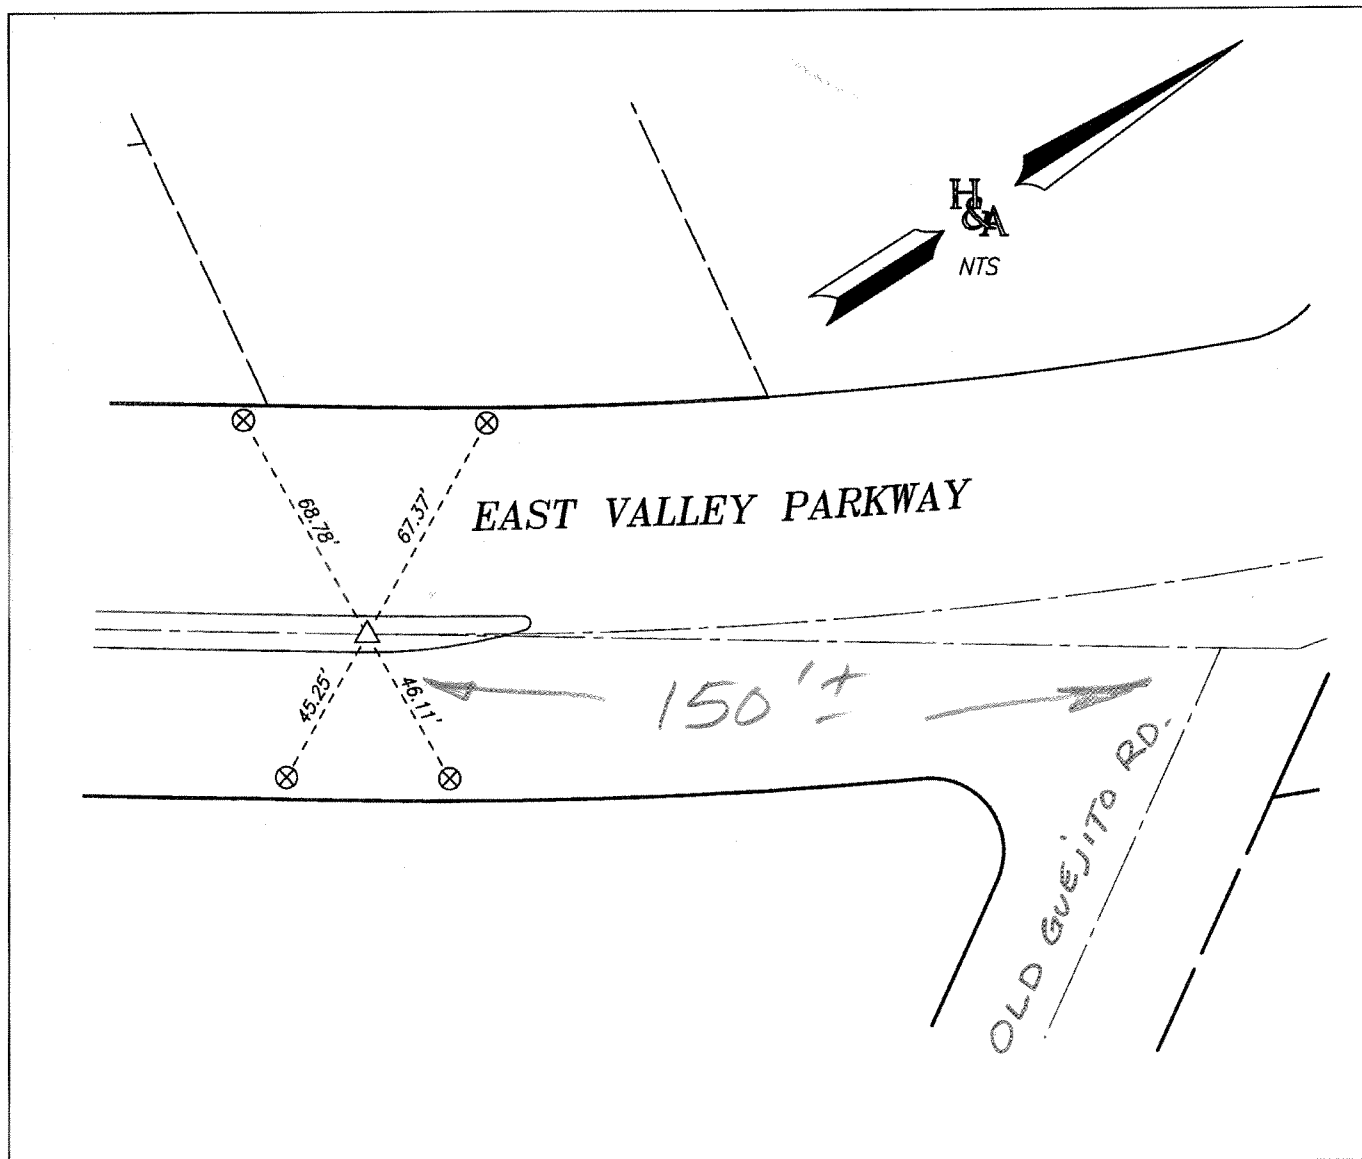 H&A
NTS
68.78'
67.37'
EAST VALLEY PARKWAY
45.25'
46.11'
150'±
OLD GUEJITO RD.